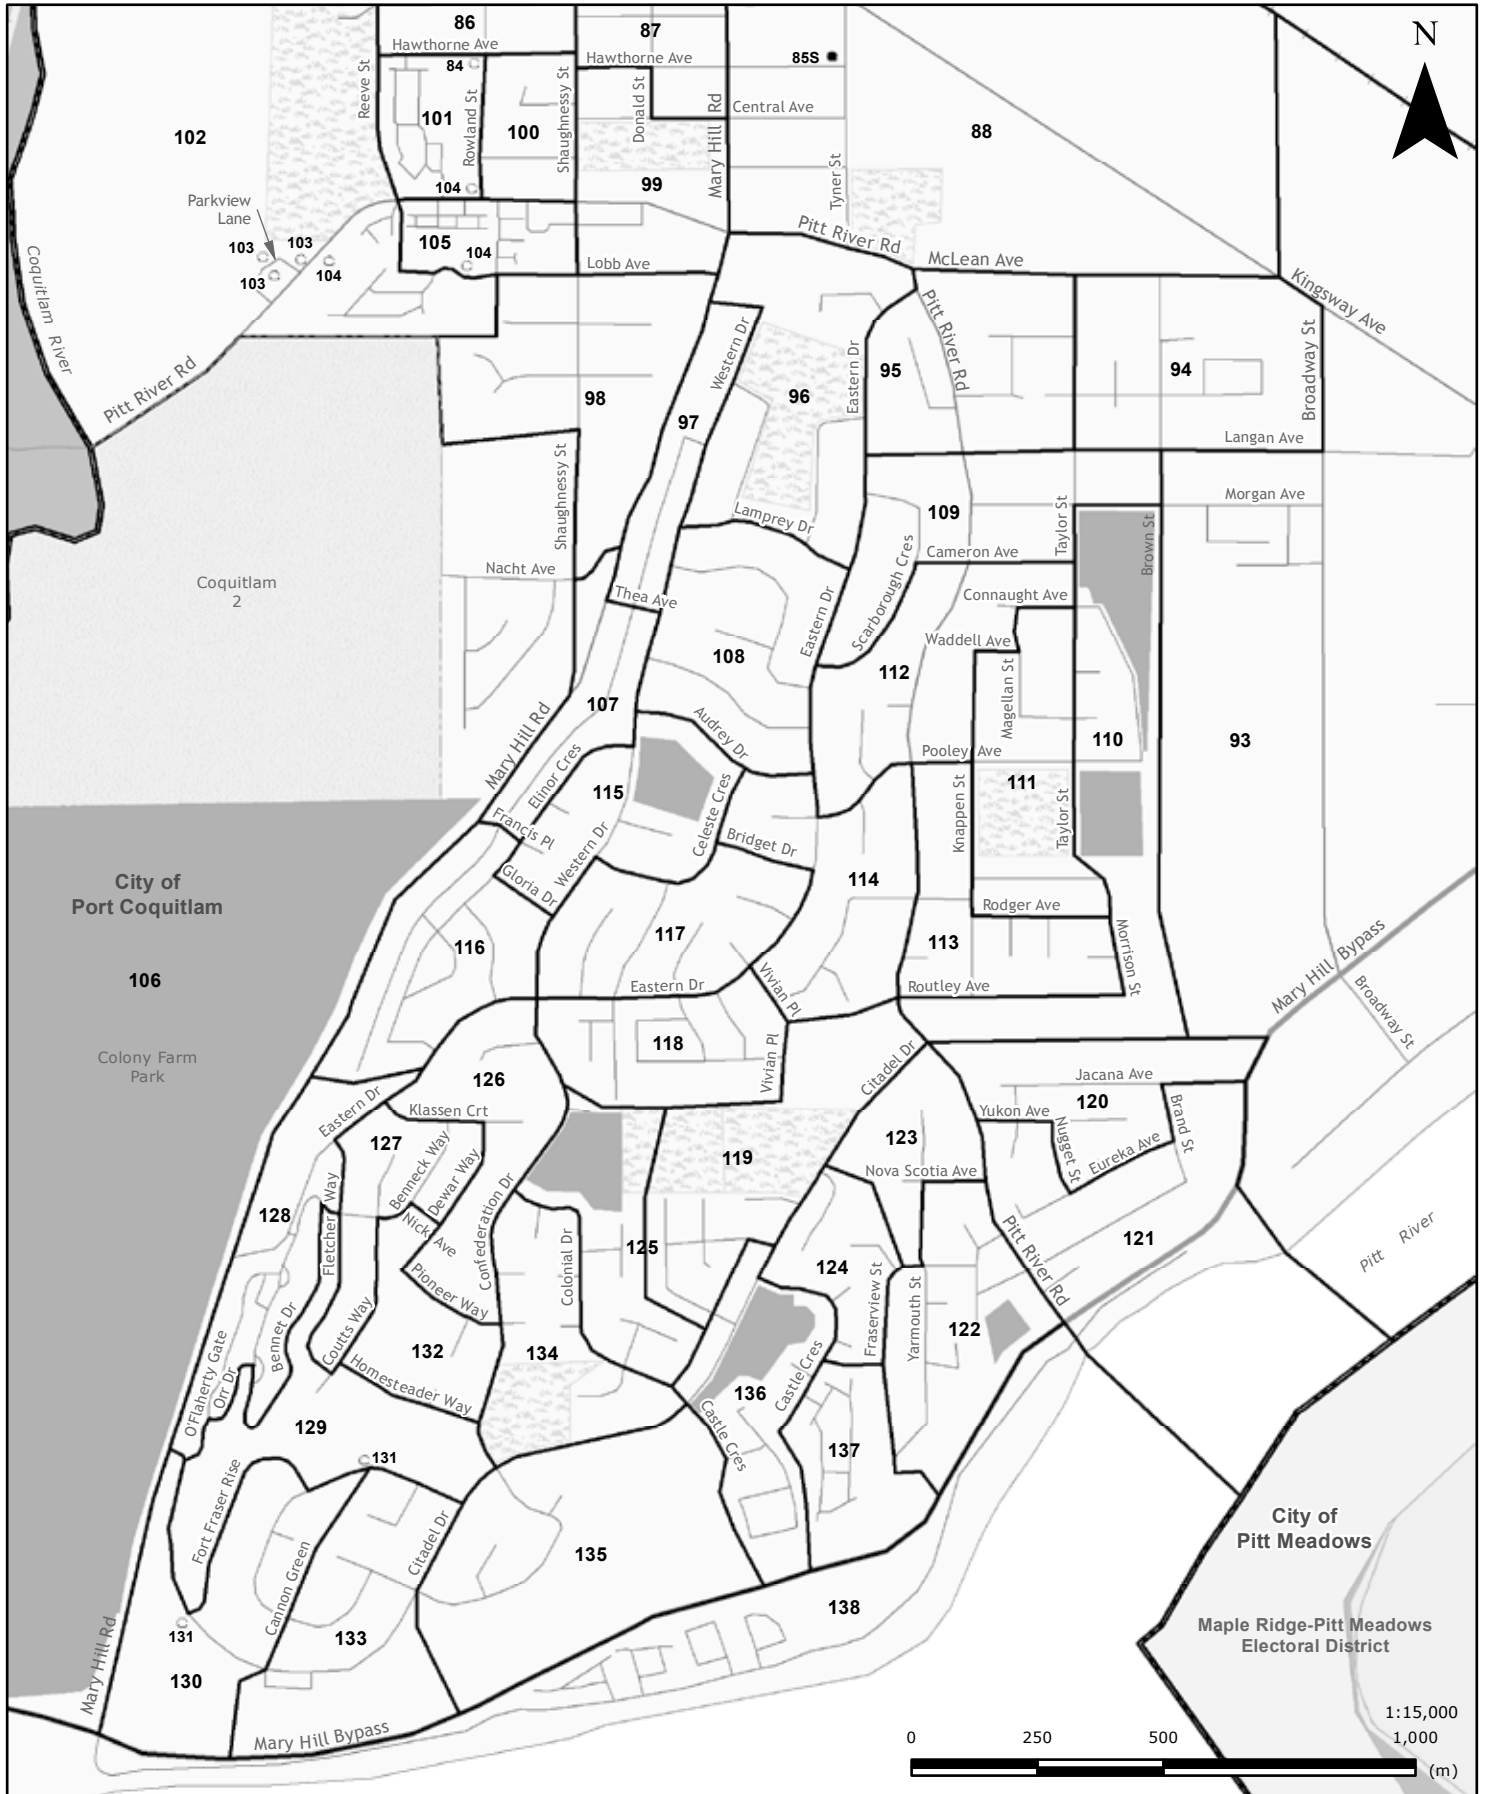 86
87
N
Hawthorne Ave
Hawthorne Ave
85S
84
Reeve St
Rowland St
Shaughnessy St
Donald St
Mary Hill Rd
Central Ave
101
100
102
88
99
104
Tyner St
Parkview
Lane
Pitt River Rd
103
103
104
103
105
104
Lobb Ave
McLean Ave
Coquitlam River
Kingsway Ave
Pitt River Rd
Western Dr
Eastern Dr
95
94
Broadway St
96
98
97
Pitt River Rd
Langan Ave
Shaughnessy St
Morgan Ave
109
Taylor St
Lamprey Dr
Brown St
Cameron Ave
Scarborough Cres
Nacht Ave
Coquitlam
2
Thea Ave
Connaught Ave
Eastern Dr
Waddell Ave
108
112
Magellan St
107
Mary Hill Rd
Audrey Dr
110
93
Pooley Ave
Elinor Cres
115
111
Celeste Cres
Knappen St
Taylor St
Francis Pl
Western Dr
Bridget Dr
City of
Port Coquitlam
Gloria Dr
114
Rodger Ave
117
116
113
Morrison St
106
Vivian Pl
Eastern Dr
Routley Ave
Mary Hill Bypass
Broadway St
118
Colony Farm
Park
Vivian Pl
Citadel Dr
126
Jacana Ave
120
Eastern Dr
Klassen Crt
Yukon Ave
Brand St
127
123
Nugget St
Benneck Way
Dewar Way
119
Eureka Ave
Nova Scotia Ave
Fletcher Way
Confederation Dr
128
Nick Ave
125
Colonial Dr
Pitt River Rd
121
Pitt River
124
Pioneer Way
Fraserview St
Yarmouth St
Bennet Dr
Coutts Way
122
132
134
O'Flaherty Gate
Orr Dr
Homesteader Way
Castle Cres
136
129
Castle Cres
137
131
Fort Fraser Rise
City of
Pitt Meadows
Citadel Dr
135
Cannon Green
138
131
133
Maple Ridge-Pitt Meadows
Electoral District
Mary Hill Rd
130
Mary Hill Bypass
1:15,000
0 250 500 1,000
(m)